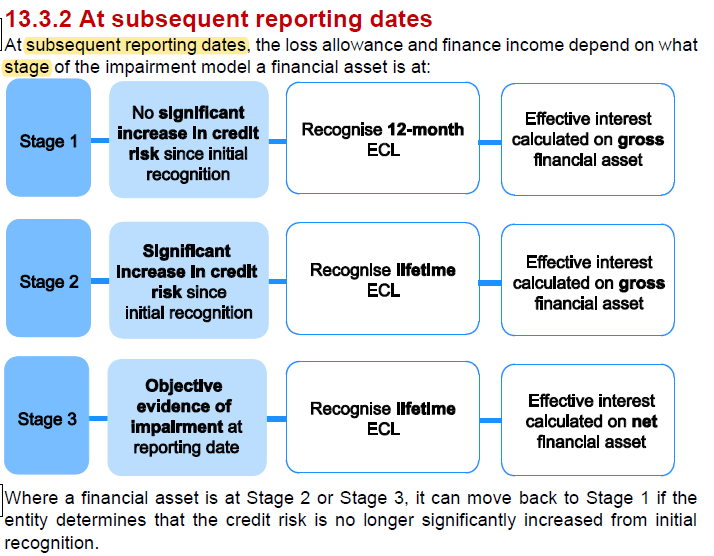 13.3.2 At subsequent reporting dates
At subsequent reporting dates, the loss allowance and finance income depend on what
stage of the impairment model a financial asset is at:
Stage 1
No significant
increase in credit
risk since initial
recognition
Recognise 12-month
ECL
Effective interest
calculated on gross
financial asset
Stage 2
Significant
increase in credit
risk since
initial recognition
Recognise lifetime
ECL
Effective interest
calculated on gross
financial asset
Stage 3
Objective
evidence of
impairment at
reporting date
Recognise lifetime
ECL
Effective interest
calculated on net
financial asset
Where a financial asset is at Stage 2 or Stage 3, it can move back to Stage 1 if the
entity determines that the credit risk is no longer significantly increased from initial
recognition.